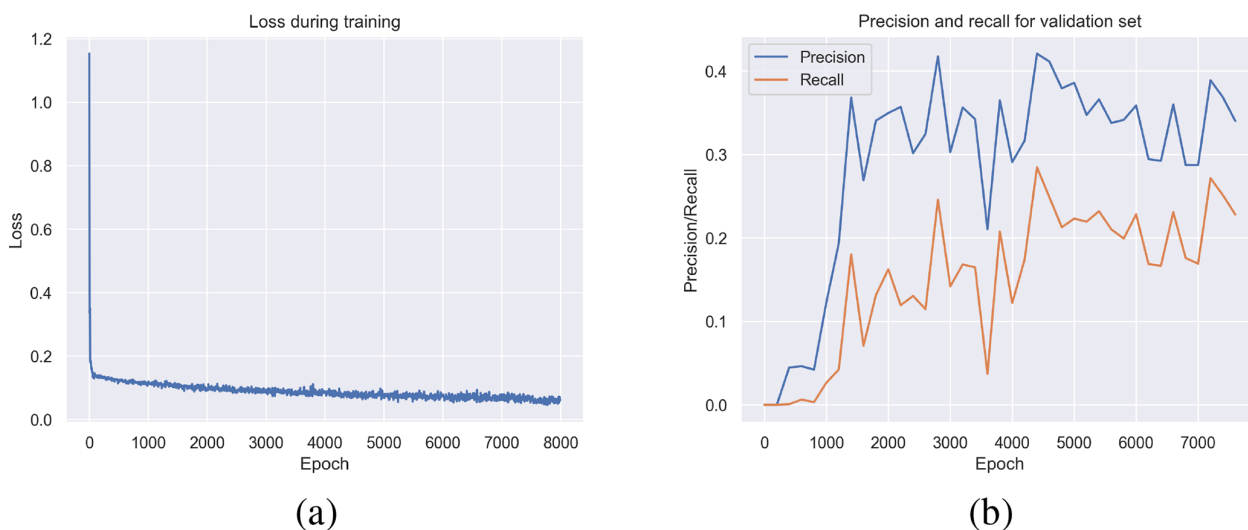 Loss during training
1.2
1.0
0.8
0.6
0.4
0.2
0.0
Loss
0 1000 2000 3000 4000 5000 6000 7000 8000
Epoch
(a)
Precision and recall for validation set
Precision
Recall
0.4
0.3
0.2
0.1
0.0
Precision/Recall
0 1000 2000 3000 4000 5000 6000 7000
Epoch
(b)